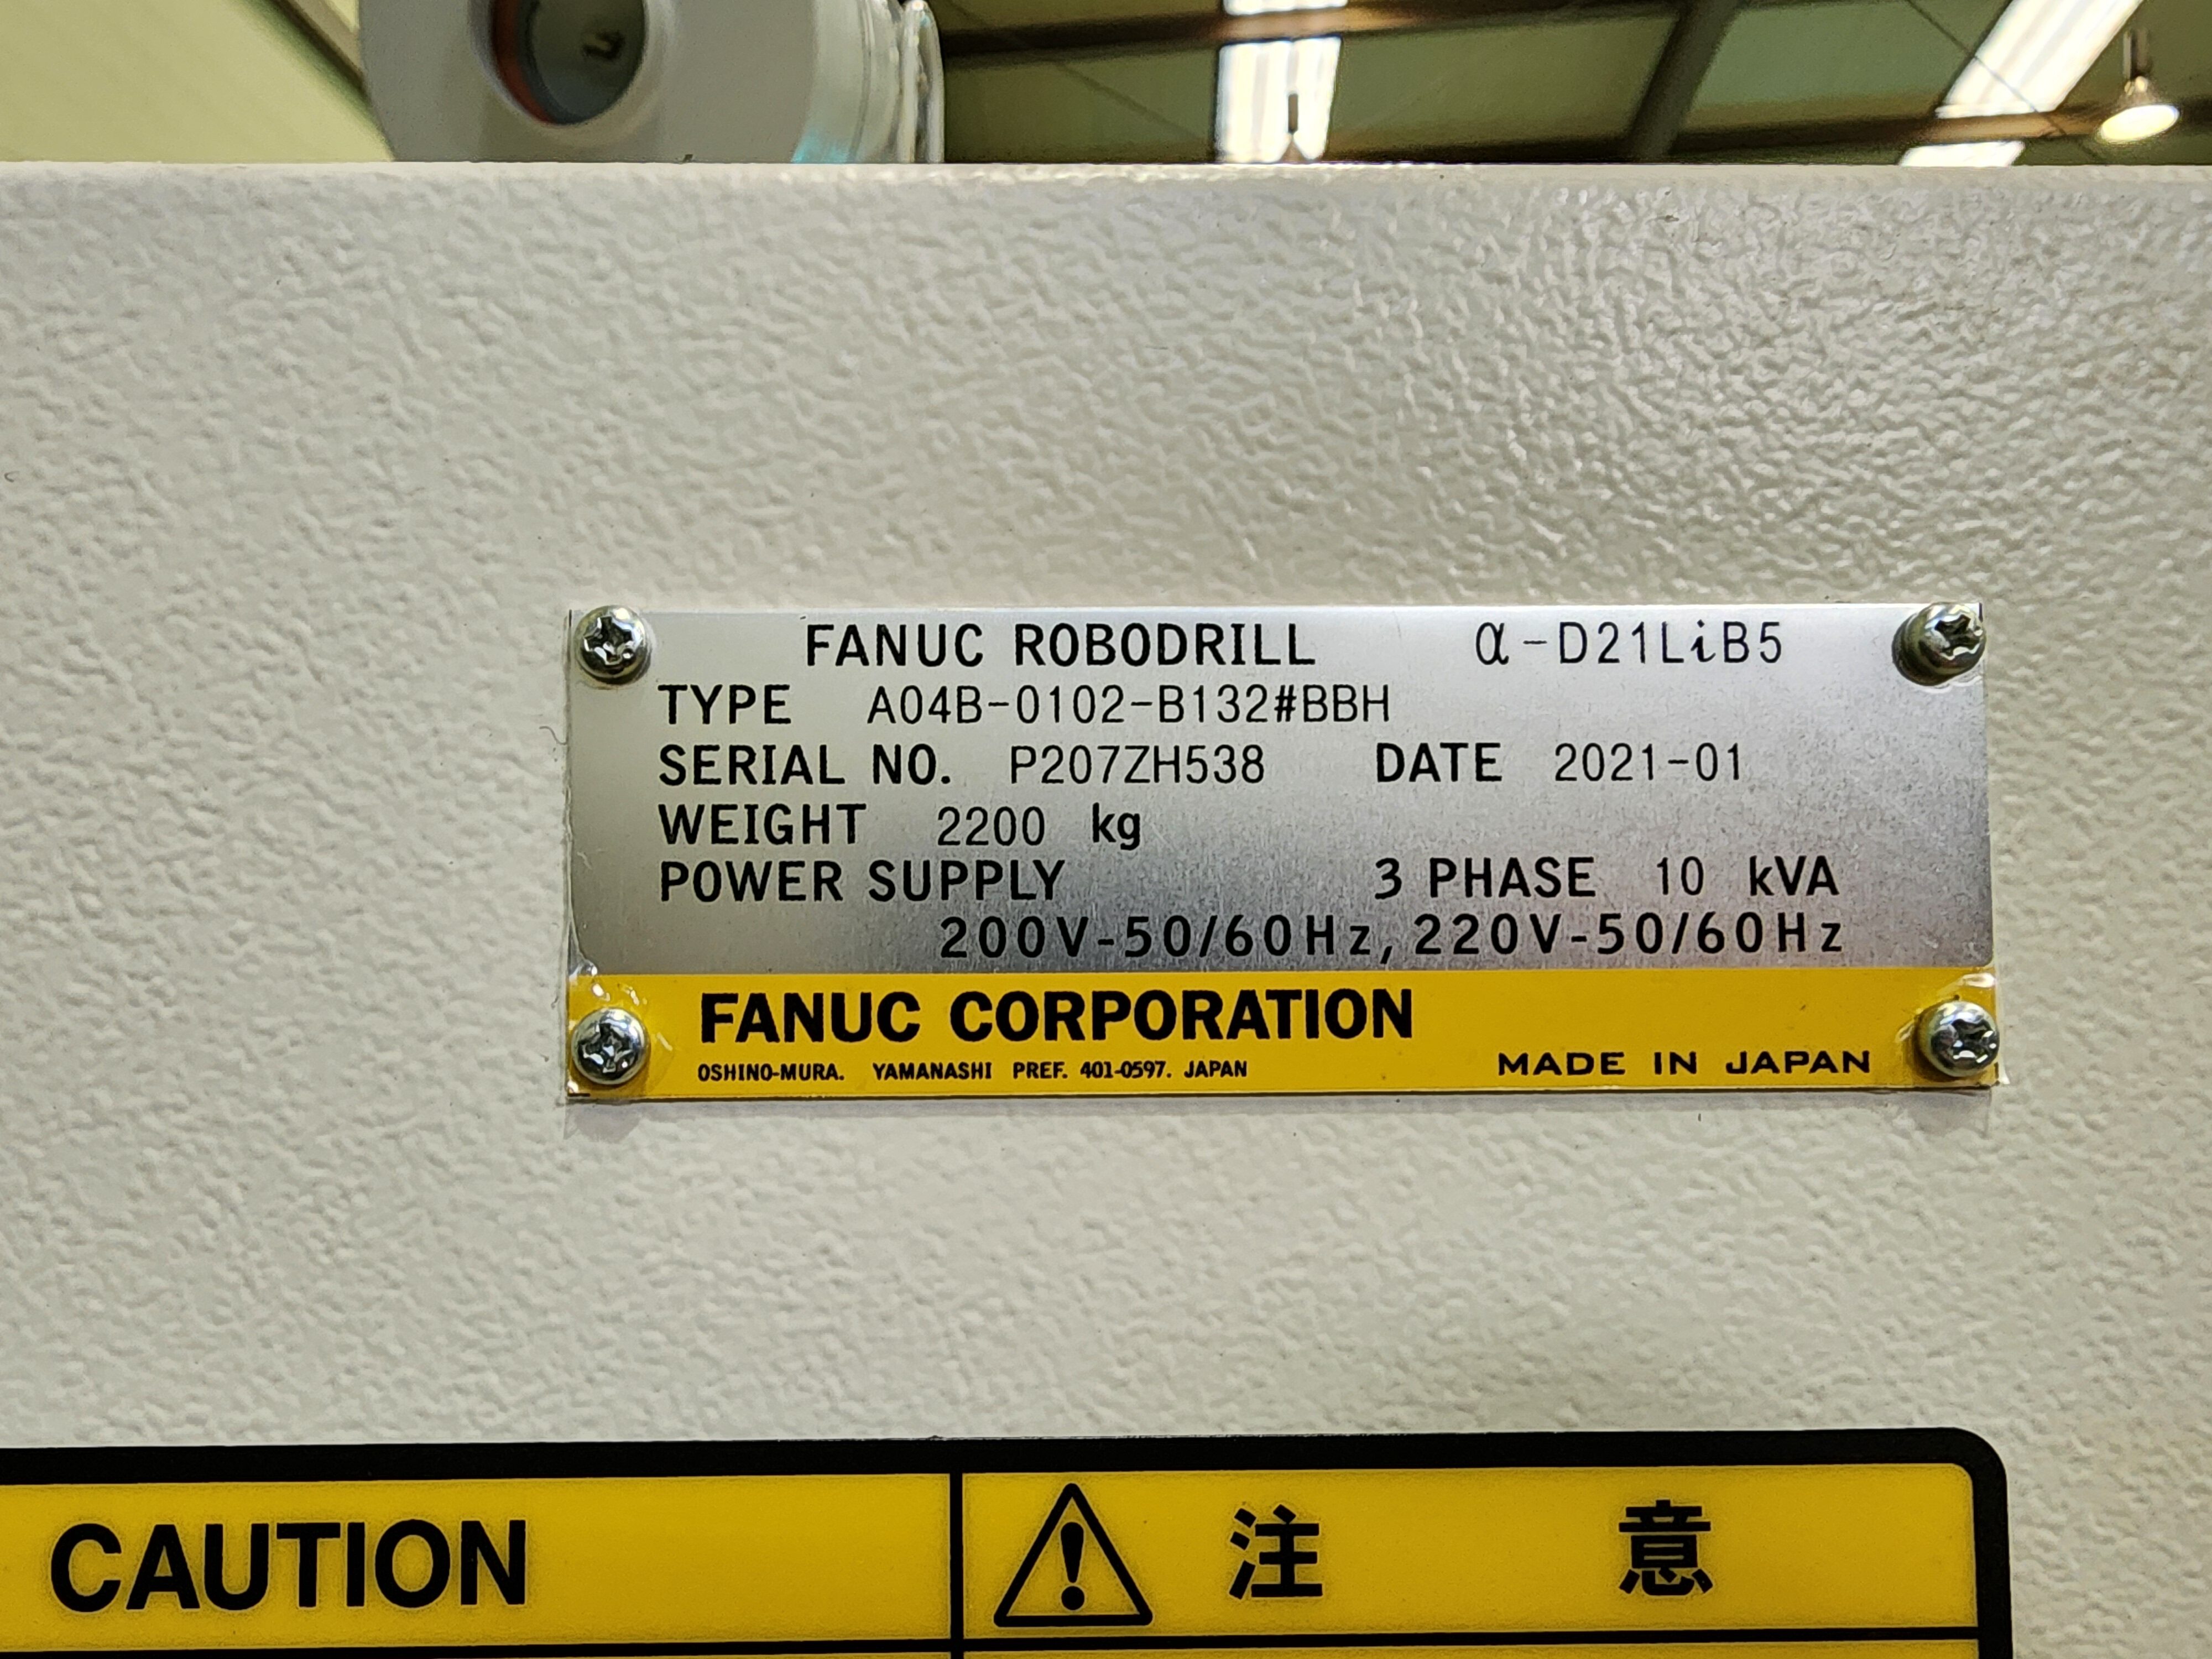 FANUC ROBODRILL α-D21LiB5
TYPE A04B-0102-B132#BBH
SERIAL NO. P207ZH538 DATE 2021-01
WEIGHT 2200 kg
POWER SUPPLY 3 PHASE 10 kVA
200V-50/60Hz, 220V-50/60Hz
FANUC CORPORATION
OSHINO-MURA. YAMANASHI PREF. 401-0597. JAPAN MADE IN JAPAN
CAUTION 注 意